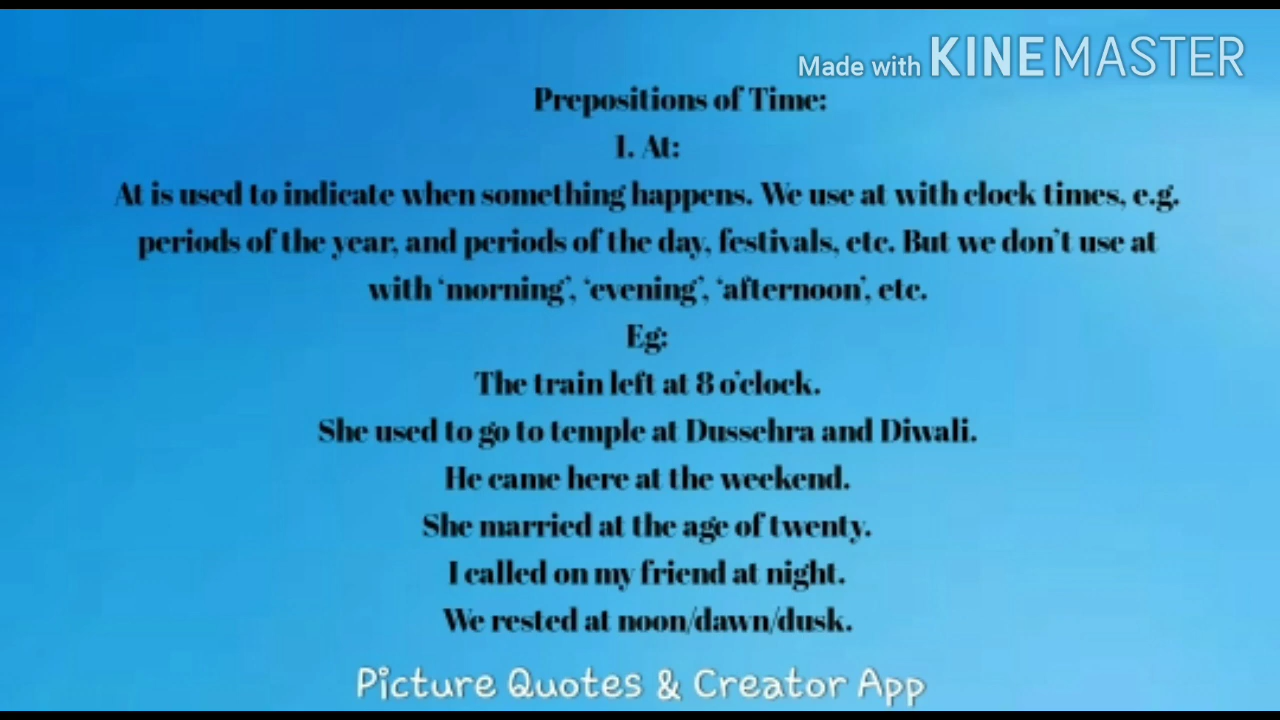 Made with KINEMASTER
Prepositions of Time:
1. At:
At is used to indicate when something happens. We use at with clock times, e.g.
periods of the year, and periods of the day, festivals, etc. But we don't use at
with ‘morning’, ‘evening’, ‘afternoon’, etc.
Eg:
The train left at 8 o'clock.
She used to go to temple at Dussehra and Diwali.
He came here at the weekend.
She married at the age of twenty.
I called on my friend at night.
We rested at noon/dawn/dusk.
Picture Quotes & Creator App